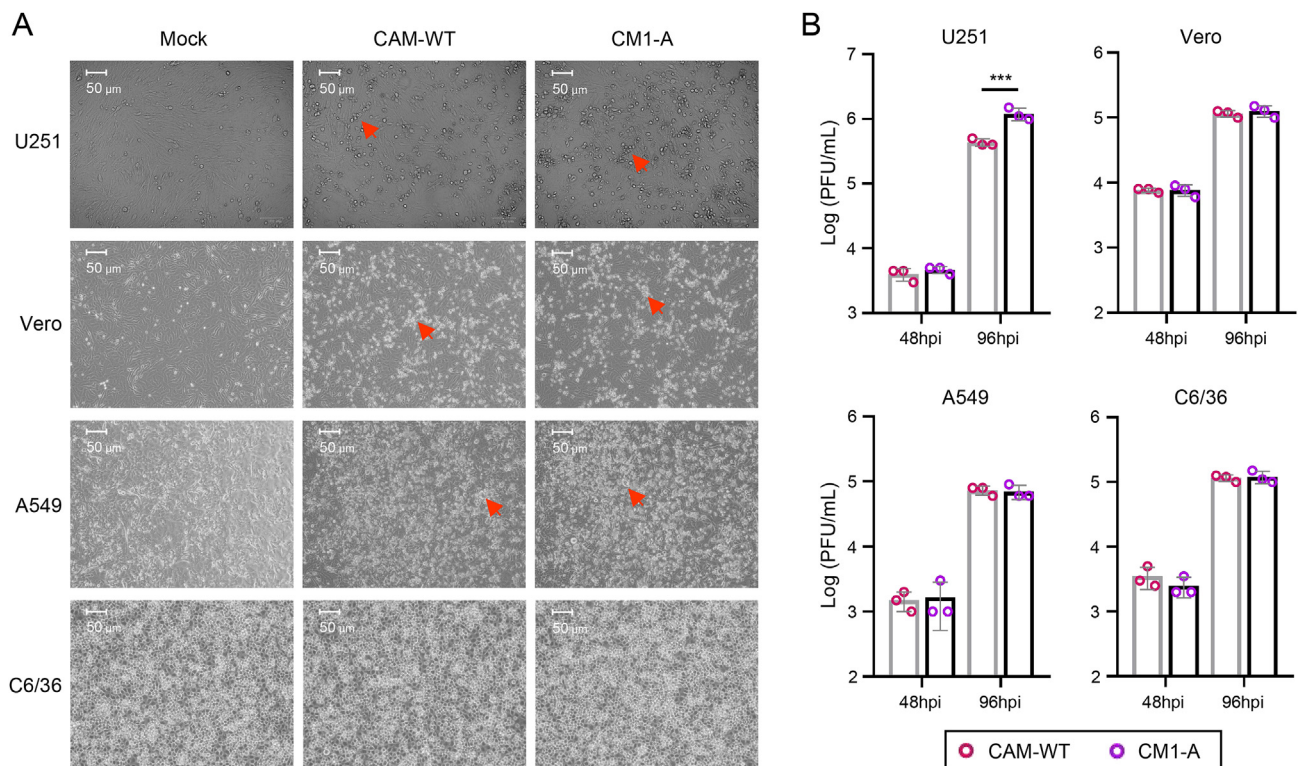 A
B
Mock
CAM-WT
CM1-A
U251
50 μm
50 μm
50 μm
Vero
50 μm
50 μm
50 μm
A549
50 μm
50 μm
50 μm
C6/36
50 μm
50 μm
50 μm
U251
Log (PFU/mL)
7
6
5
4
3
***
48hpi
96hpi
Vero
6
5
4
3
2
48hpi
96hpi
A549
Log (PFU/mL)
6
5
4
3
2
48hpi
96hpi
C6/36
6
5
4
3
2
48hpi
96hpi
CAM-WT
CM1-A